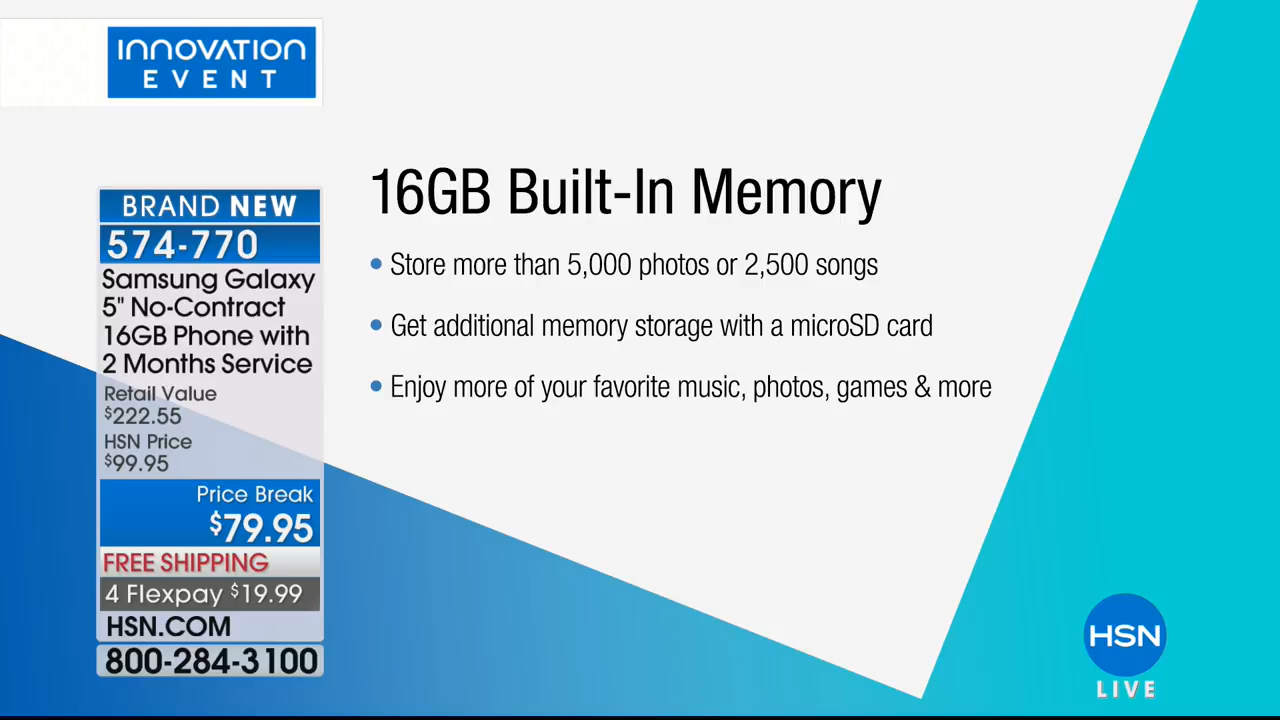 INNOVATION
EVENT
BRAND NEW
574-770
Samsung Galaxy
5" No-Contract
16GB Phone with
2 Months Service
Retail Value
$222.55
HSN Price
$99.95
Price Break
$79.95
FREE SHIPPING
4 Flexpay $19.99
HSN.COM
800-284-3100
16GB Built-In Memory
• Store more than 5,000 photos or 2,500 songs
• Get additional memory storage with a microSD card
• Enjoy more of your favorite music, photos, games & more
HSN
LIVE